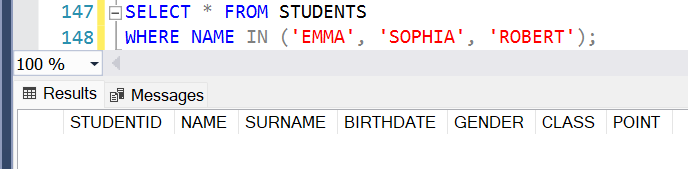 147 SELECT * FROM STUDENTS
148 WHERE NAME IN ('EMMA', 'SOPHIA', 'ROBERT');
100 %
Results Messages
STUDENTID NAME SURNAME BIRTHDATE GENDER CLASS POINT